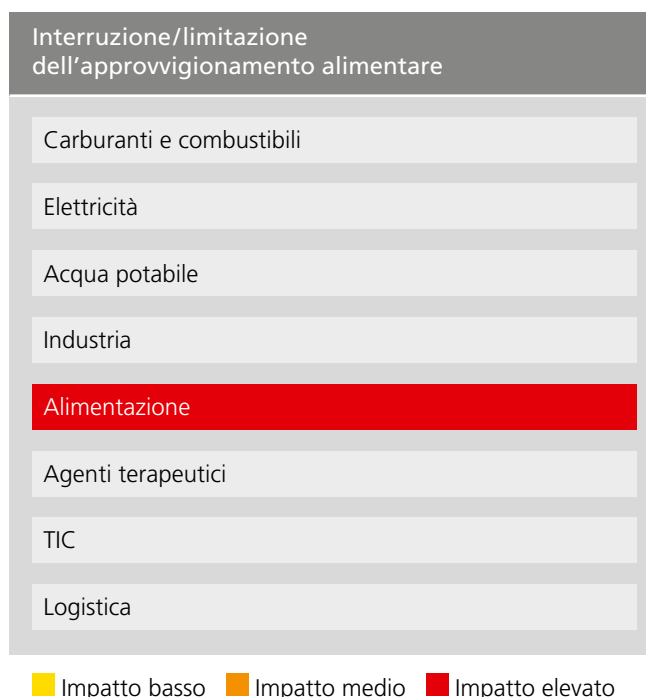 Interruzione/limitazione
dell’approvvigionamento alimentare
Carburanti e combustibili
Elettricità
Acqua potabile
Industria
Alimentazione
Agenti terapeutici
TIC
Logistica
Impatto basso Impatto medio Impatto elevato